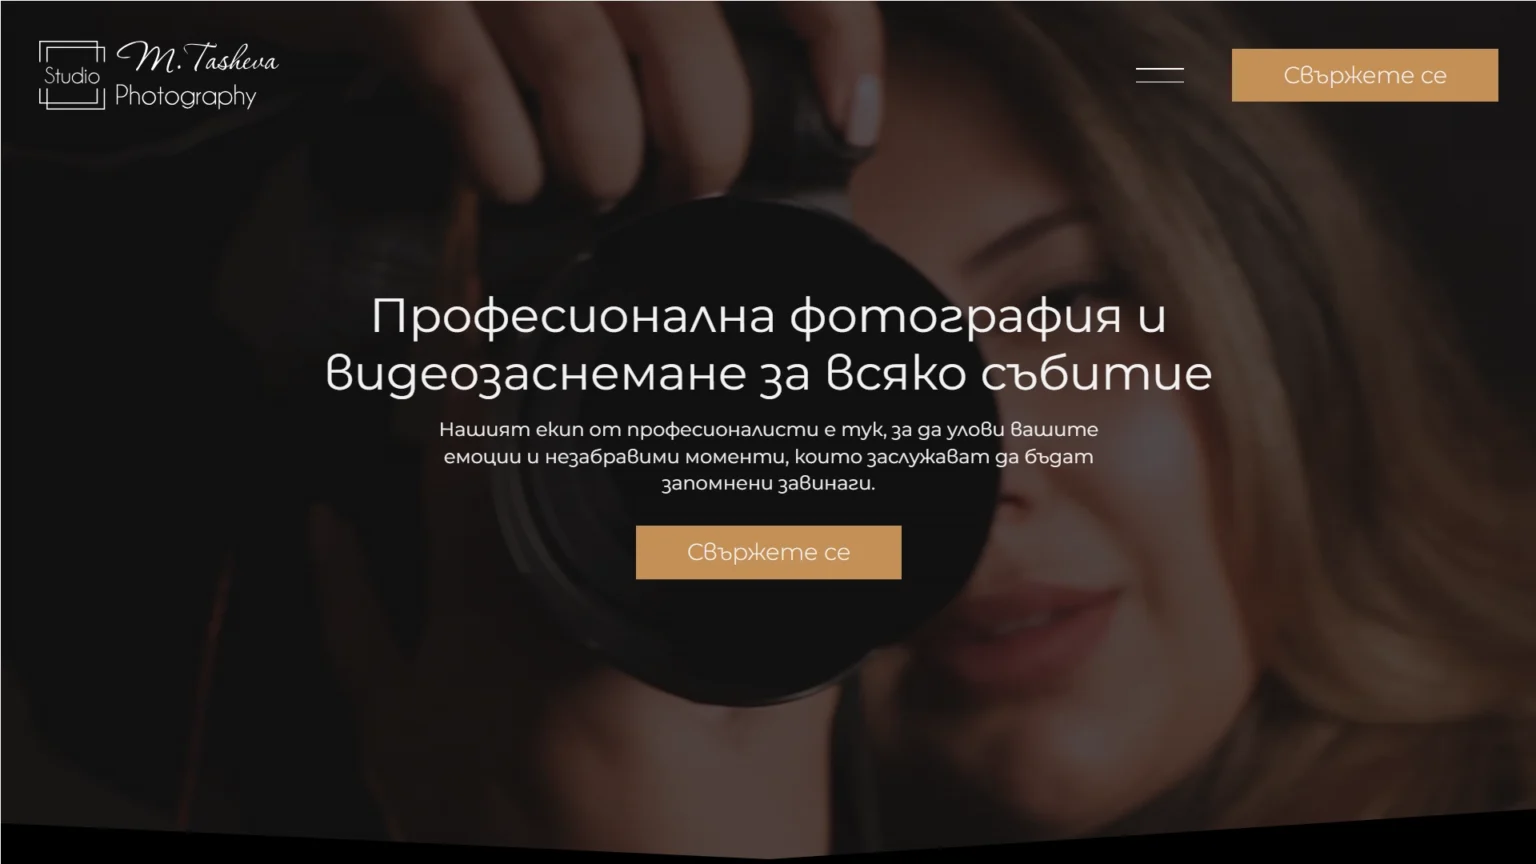 Studio
M. Tasheva
Photography
Свържете се
Професионална фотография и
видеозаснемане за всяко събитие
Нашият екип от професионалисти е тук, за да улови вашите
емоции и незабравими моменти, които заслужават да бъдат
запомнени завинаги.
Свържете се